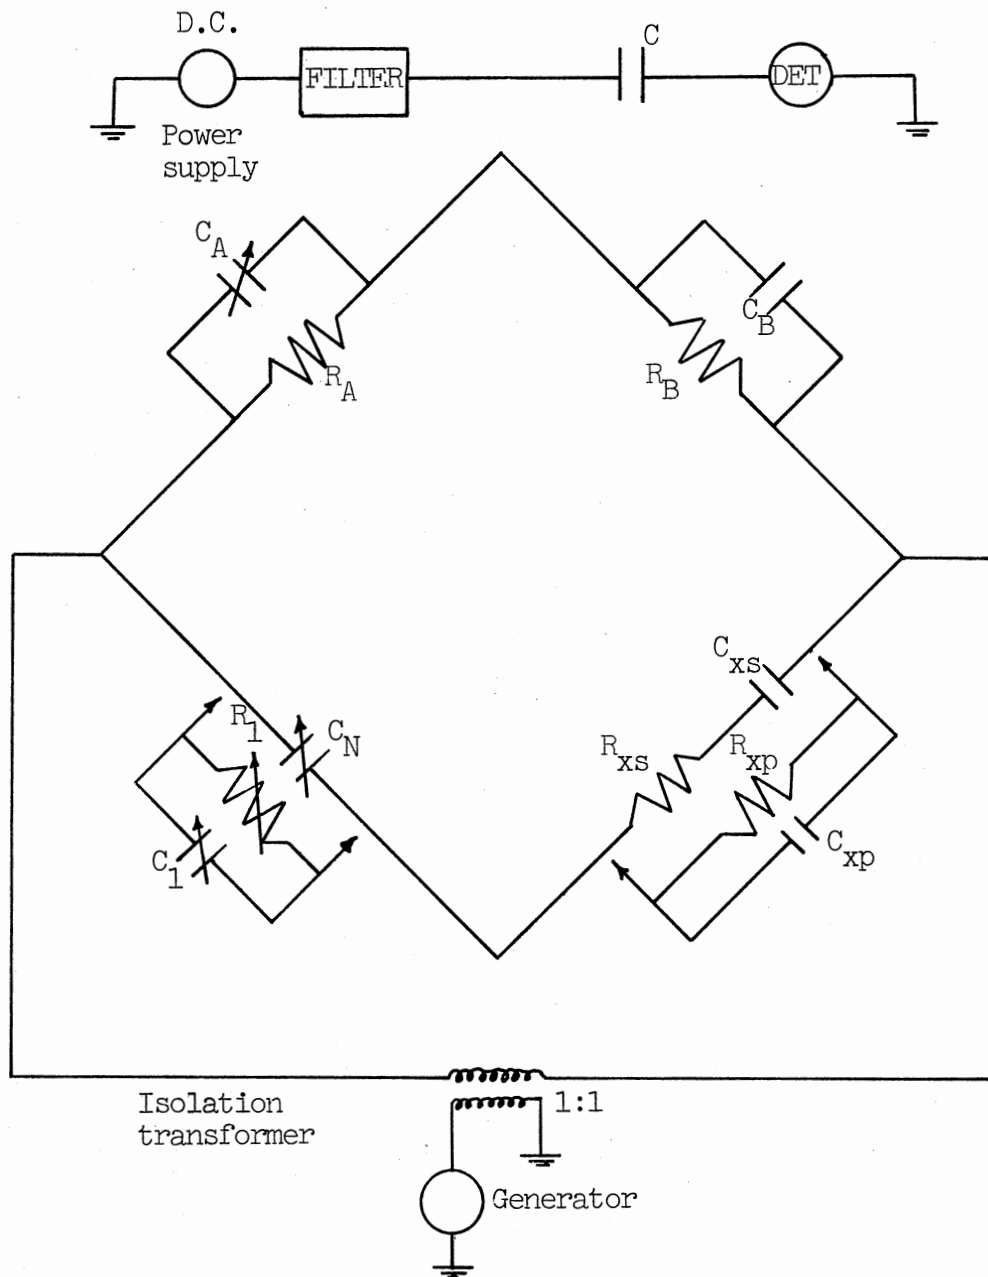 D.C.
C
FILTER
DET
Power
supply
C_A
C_B
R_A
R_B
C_xs
R_1
C_N
R_xs
R_xp
C_1
C_xp
Isolation
transformer
1:1
Generator